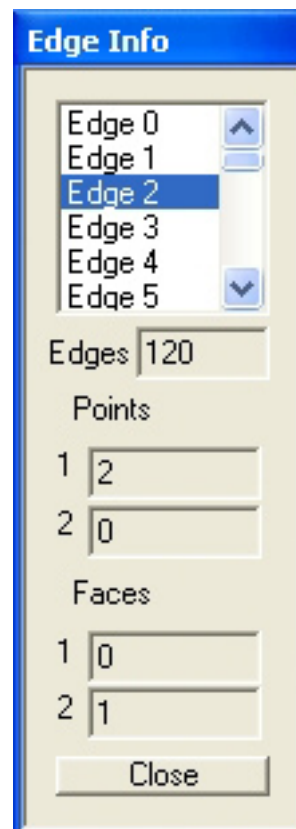 Edge Info
Edge 0
Edge 1
Edge 2
Edge 3
Edge 4
Edge 5
Edges 120
Points
1 2
2 0
Faces
1 0
2 1
Close